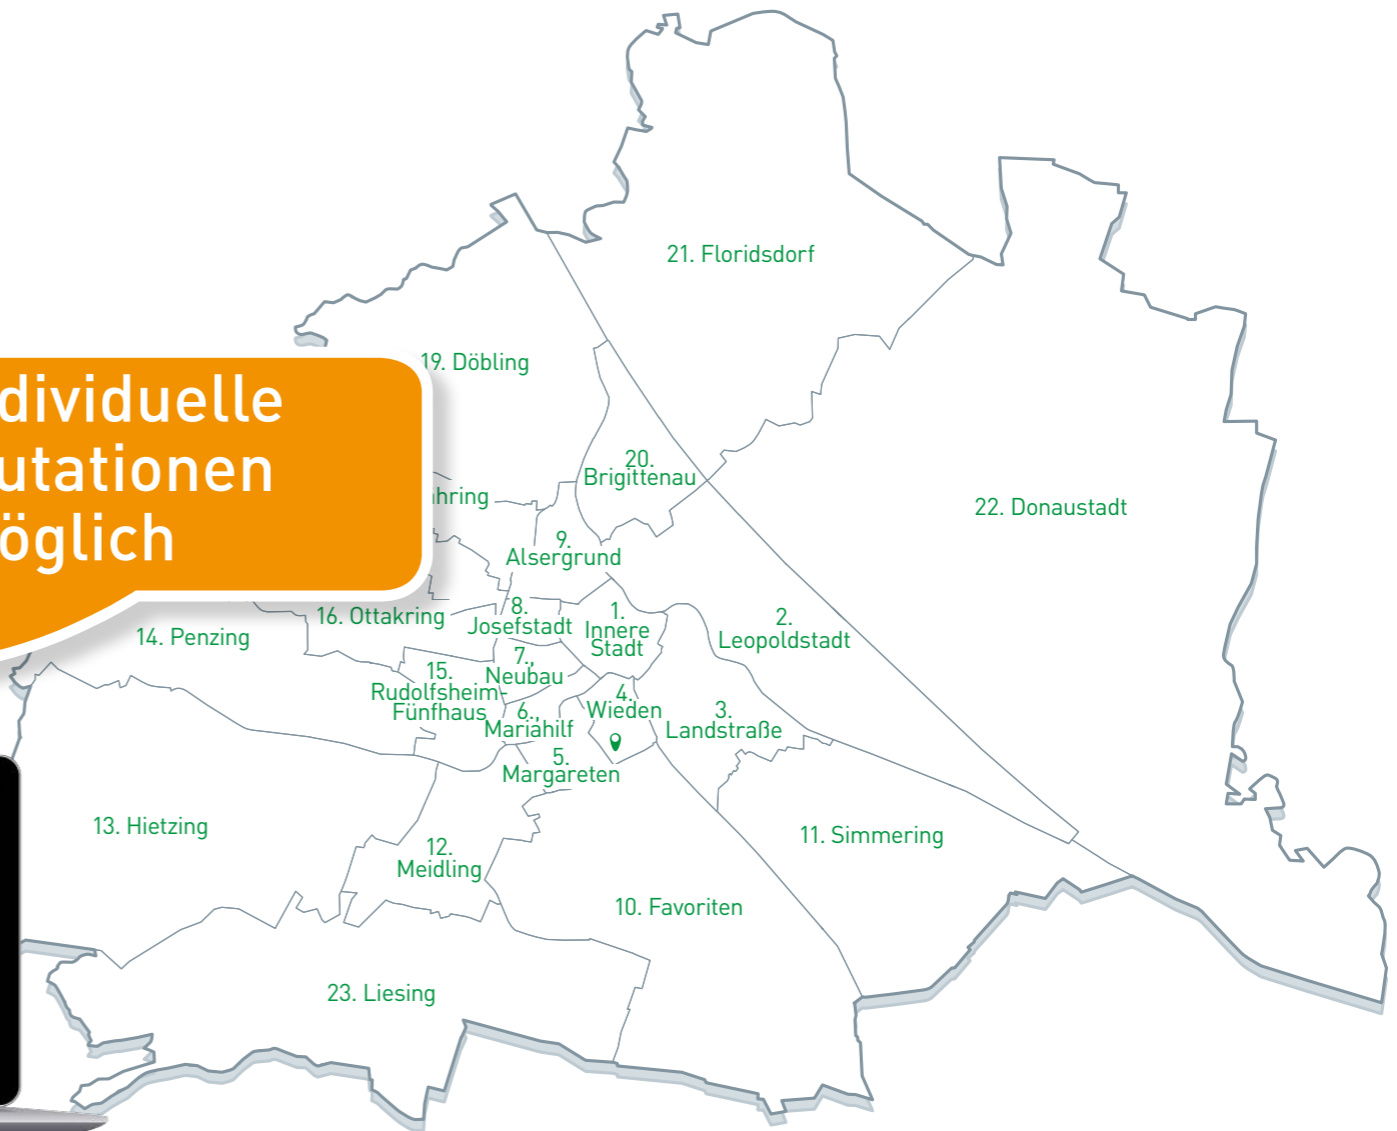 21. Floridsdorf
19. Döbling
dividuelle
utationen
öglich
20.
Brigittenau
hring
22. Donaustadt
9.
Alsergrund
16. Ottakring
8.
Josefstadt
1.
Innere
Stadt
2.
Leopoldstadt
14. Penzing
15.
Rudolfsheim-
Fünfhaus
7.,
Neubau
6.,
Mariahilf
4.
Wieden
3.
Landstraße
5.
Margareten
13. Hietzing
12.
Meidling
11. Simmering
10. Favoriten
23. Liesing